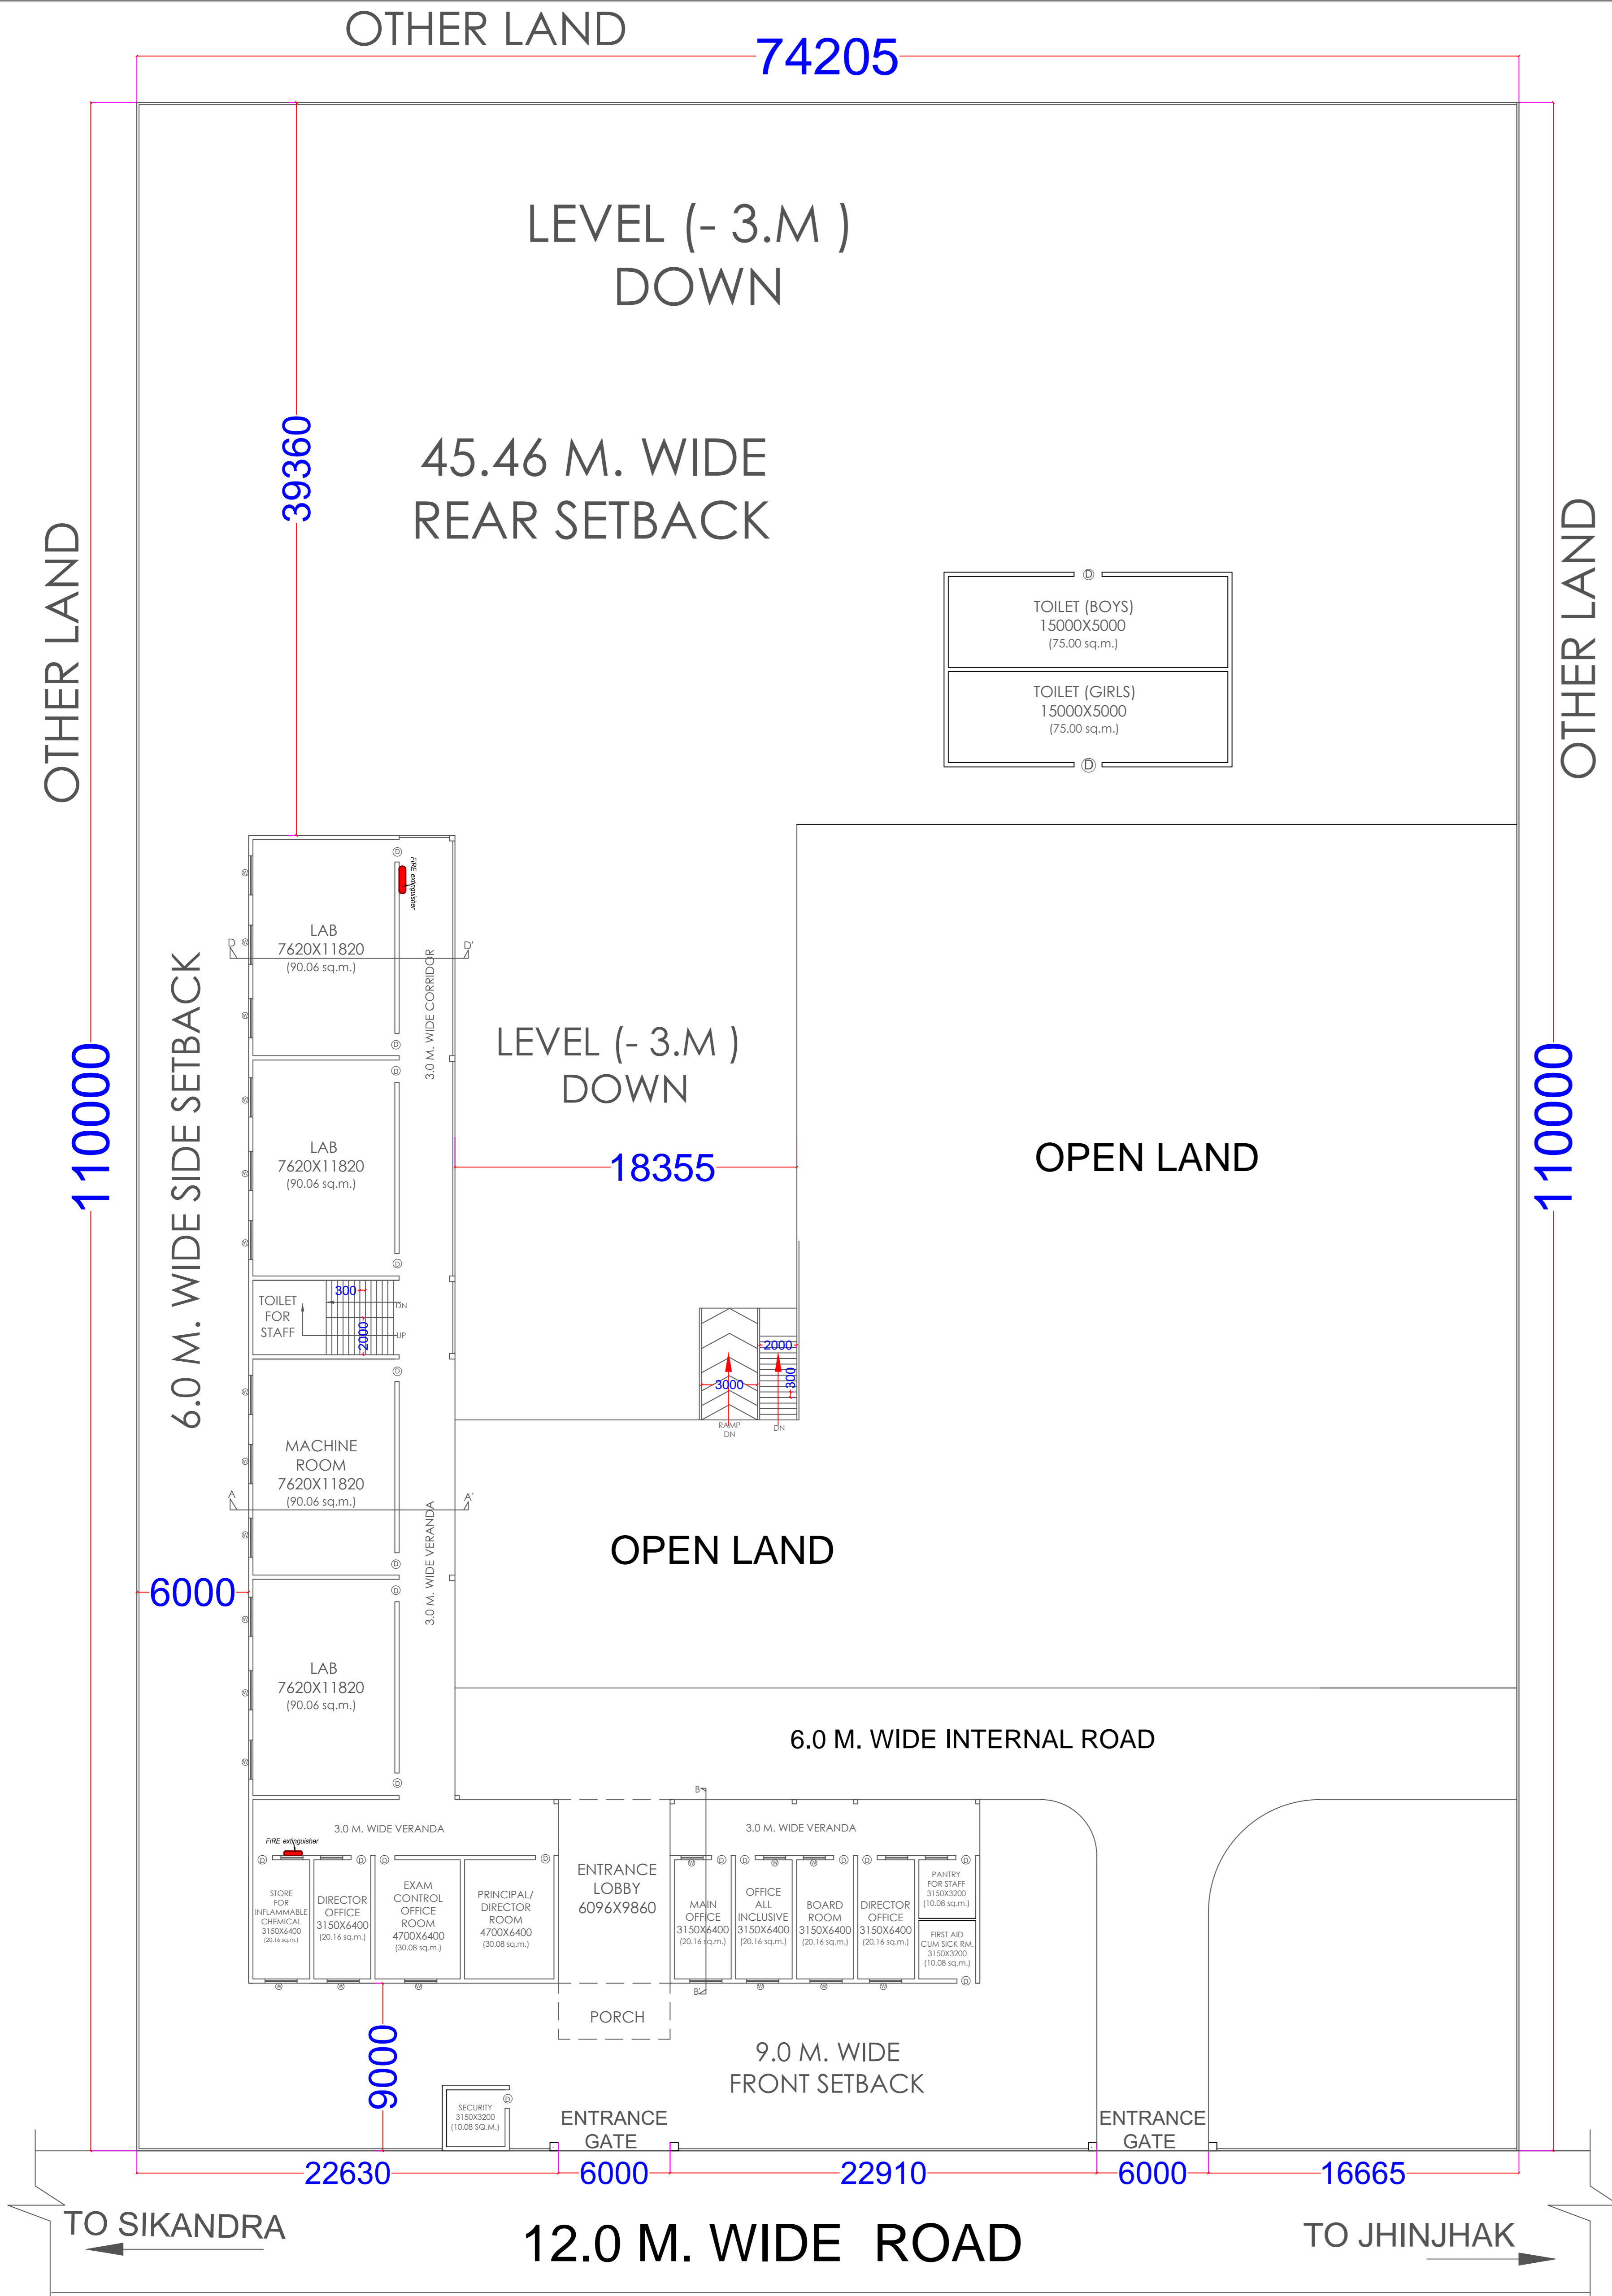 OTHER LAND
74205
LEVEL (- 3.M )
DOWN
39360
45.46 M. WIDE
REAR SETBACK
OTHER LAND
OTHER LAND
TOILET (BOYS)
15000X5000
(75.00 sq.m.)
TOILET (GIRLS)
15000X5000
(75.00 sq.m.)
D
D
110000
110000
6.0 M. WIDE SIDE SETBACK
FIRE extinguisher
LAB
7620X11820
(90.06 sq.m.)
D
D'
3.0 M. WIDE CORRIDOR
LEVEL (- 3.M )
DOWN
LAB
7620X11820
(90.06 sq.m.)
18355
OPEN LAND
TOILET
FOR
STAFF
300
2000
DN
UP
2000
300
3000
RAMP
DN
DN
MACHINE
ROOM
7620X11820
(90.06 sq.m.)
A
A'
3.0 M. WIDE VERANDA
OPEN LAND
6000
LAB
7620X11820
(90.06 sq.m.)
6.0 M. WIDE INTERNAL ROAD
B
3.0 M. WIDE VERANDA
3.0 M. WIDE VERANDA
FIRE extinguisher
STORE
FOR
INFLAMMABLE
CHEMICAL
3150X6400
(20.16 sq.m.)
DIRECTOR
OFFICE
3150X6400
(20.16 sq.m.)
EXAM
CONTROL
OFFICE
ROOM
4700X6400
(30.08 sq.m.)
PRINCIPAL/
DIRECTOR
ROOM
4700X6400
(30.08 sq.m.)
ENTRANCE
LOBBY
6096X9860
MAIN
OFFICE
3150X6400
(20.16 sq.m.)
OFFICE
ALL
INCLUSIVE
3150X6400
(20.16 sq.m.)
BOARD
ROOM
3150X6400
(20.16 sq.m.)
DIRECTOR
OFFICE
3150X6400
(20.16 sq.m.)
PANTRY
FOR STAFF
3150X3200
(10.08 sq.m.)
FIRST AID
CUM SICK RM.
3150X3200
(10.08 sq.m.)
B'
PORCH
9000
9.0 M. WIDE
FRONT SETBACK
SECURITY
3150X3200
(10.08 SQ.M.)
D
ENTRANCE
GATE
ENTRANCE
GATE
22630
6000
22910
6000
16665
TO SIKANDRA
12.0 M. WIDE ROAD
TO JHINJHAK